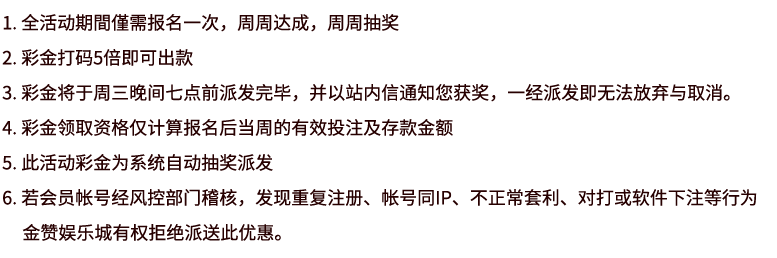 1. 全活动期間僅需报名一次，周周达成，周周抽奖
2. 彩金打码5倍即可出款
3. 彩金将于周三晚间七点前派发完毕，并以站内信通知您获奖，一经派发即无法放弃与取消。
4. 彩金领取资格仅计算报名后当周的有效投注及存款金额
5. 此活动彩金为系统自动抽奖派发
6. 若会员帐号经风控部门稽核，发现重复注册、帐号同IP、不正常套利、对打或软件下注等行为
金赞娱乐城有权拒绝派送此优惠。